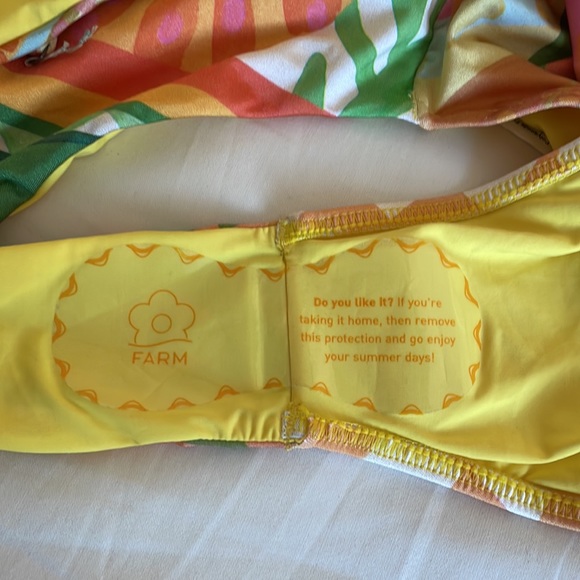 FARM
Do you like it? If you're
taking it home, then remove
this protection and go enjoy
your summer days!